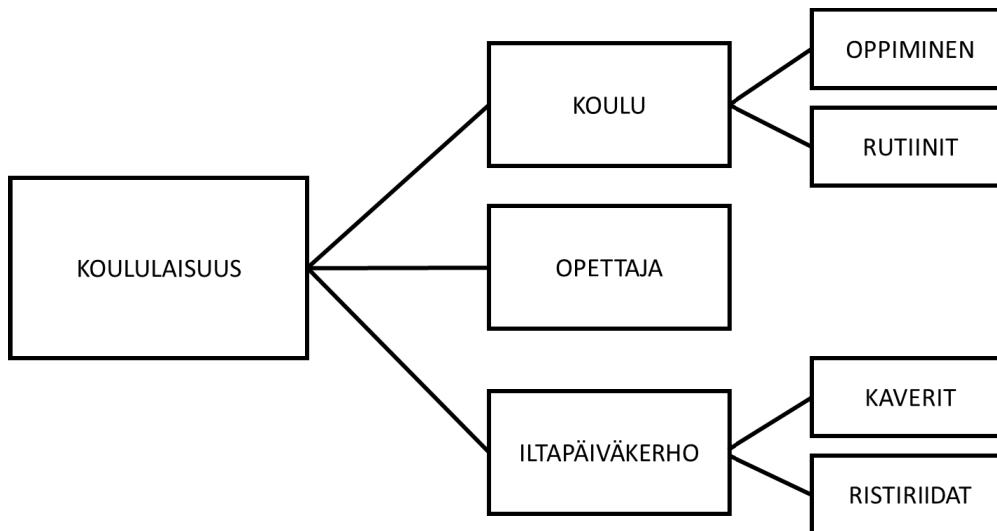 KOULULAISUUS
KOULU
OPPIMINEN
RUTIINIT
OPETTAJA
ILTAPÄIVÄKERHO
KAVERIT
RISTIRIIDAT